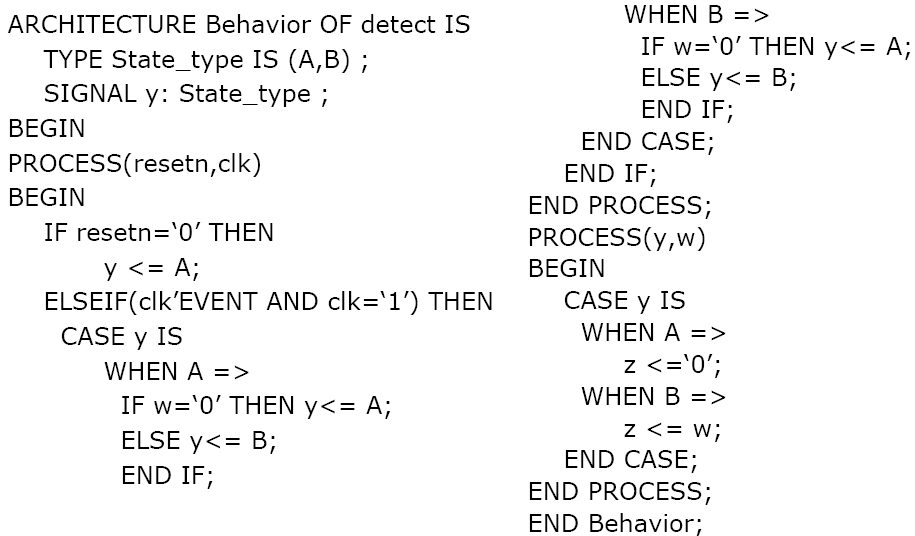 ARCHITECTURE Behavior OF detect IS
TYPE State_type IS (A,B) ;
SIGNAL y: State_type ;
BEGIN
PROCESS(resetn,clk)
BEGIN
IF resetn=‘0’ THEN
y <= A;
ELSEIF(clk’EVENT AND clk=‘1’) THEN
CASE y IS
WHEN A =>
IF w=‘0’ THEN y<= A;
ELSE y<= B;
END IF;
WHEN B =>
IF w=‘0’ THEN y<= A;
ELSE y<= B;
END IF;
END CASE;
END IF;
END PROCESS;
PROCESS(y,w)
BEGIN
CASE y IS
WHEN A =>
z <=‘0’;
WHEN B =>
z <= w;
END CASE;
END PROCESS;
END Behavior;